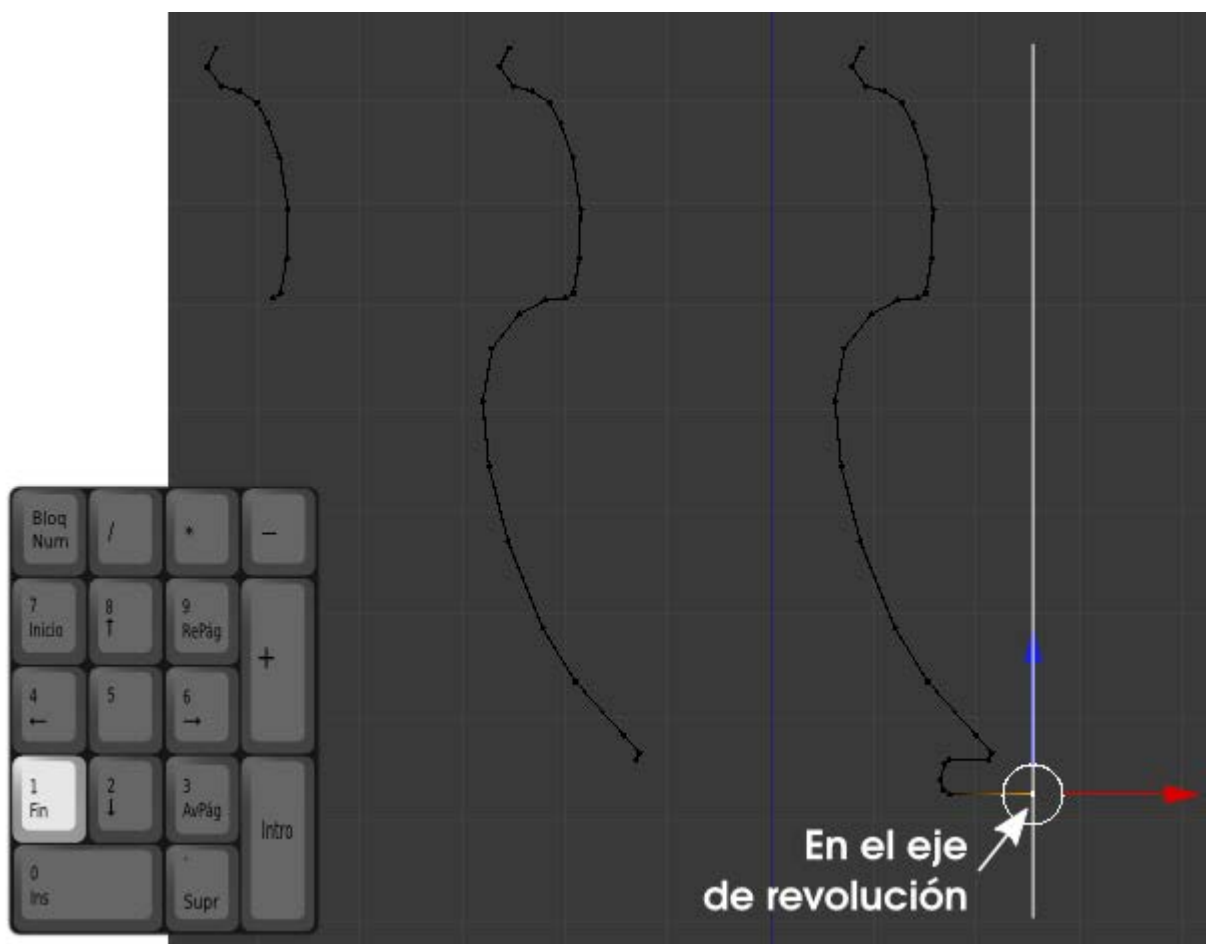 Bloq
Num
/
*
−
7
Inicio
8
↑
9
RePág
+
4
←
5
6
→
1
Fin
2
↓
3
AvPág
Intro
0
Ins
.
Supr
En el eje
de revolución